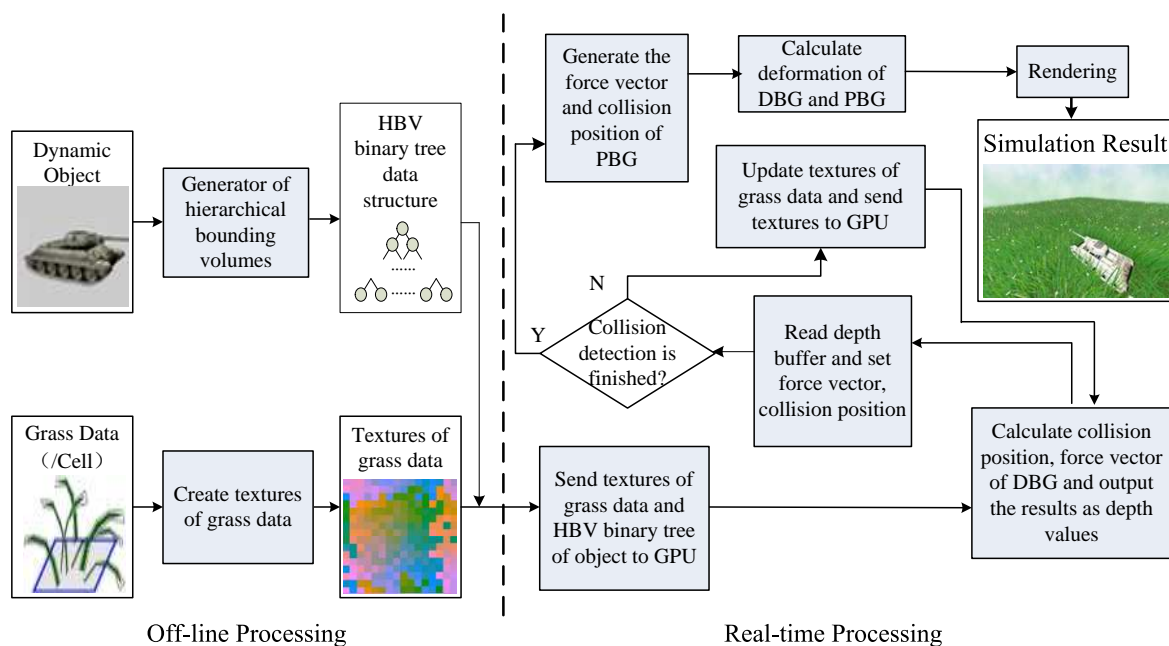 Dynamic
Object
Generator of
hierarchical
bounding
volumes
HBV
binary tree
data
structure
......
......
Grass Data
（/Cell）
Create textures
of grass data
Textures of
grass data
Off-line Processing
Generate the
force vector
and collision
position of
PBG
Calculate
deformation of
DBG and PBG
Rendering
Simulation Result
Update textures of
grass data and send
textures to GPU
N
Y
Collision
detection is
finished?
Read depth
buffer and set
force vector,
collision position
Send textures of
grass data and
HBV binary tree
of object to GPU
Calculate collision
position, force vector
of DBG and output
the results as depth
values
Real-time Processing